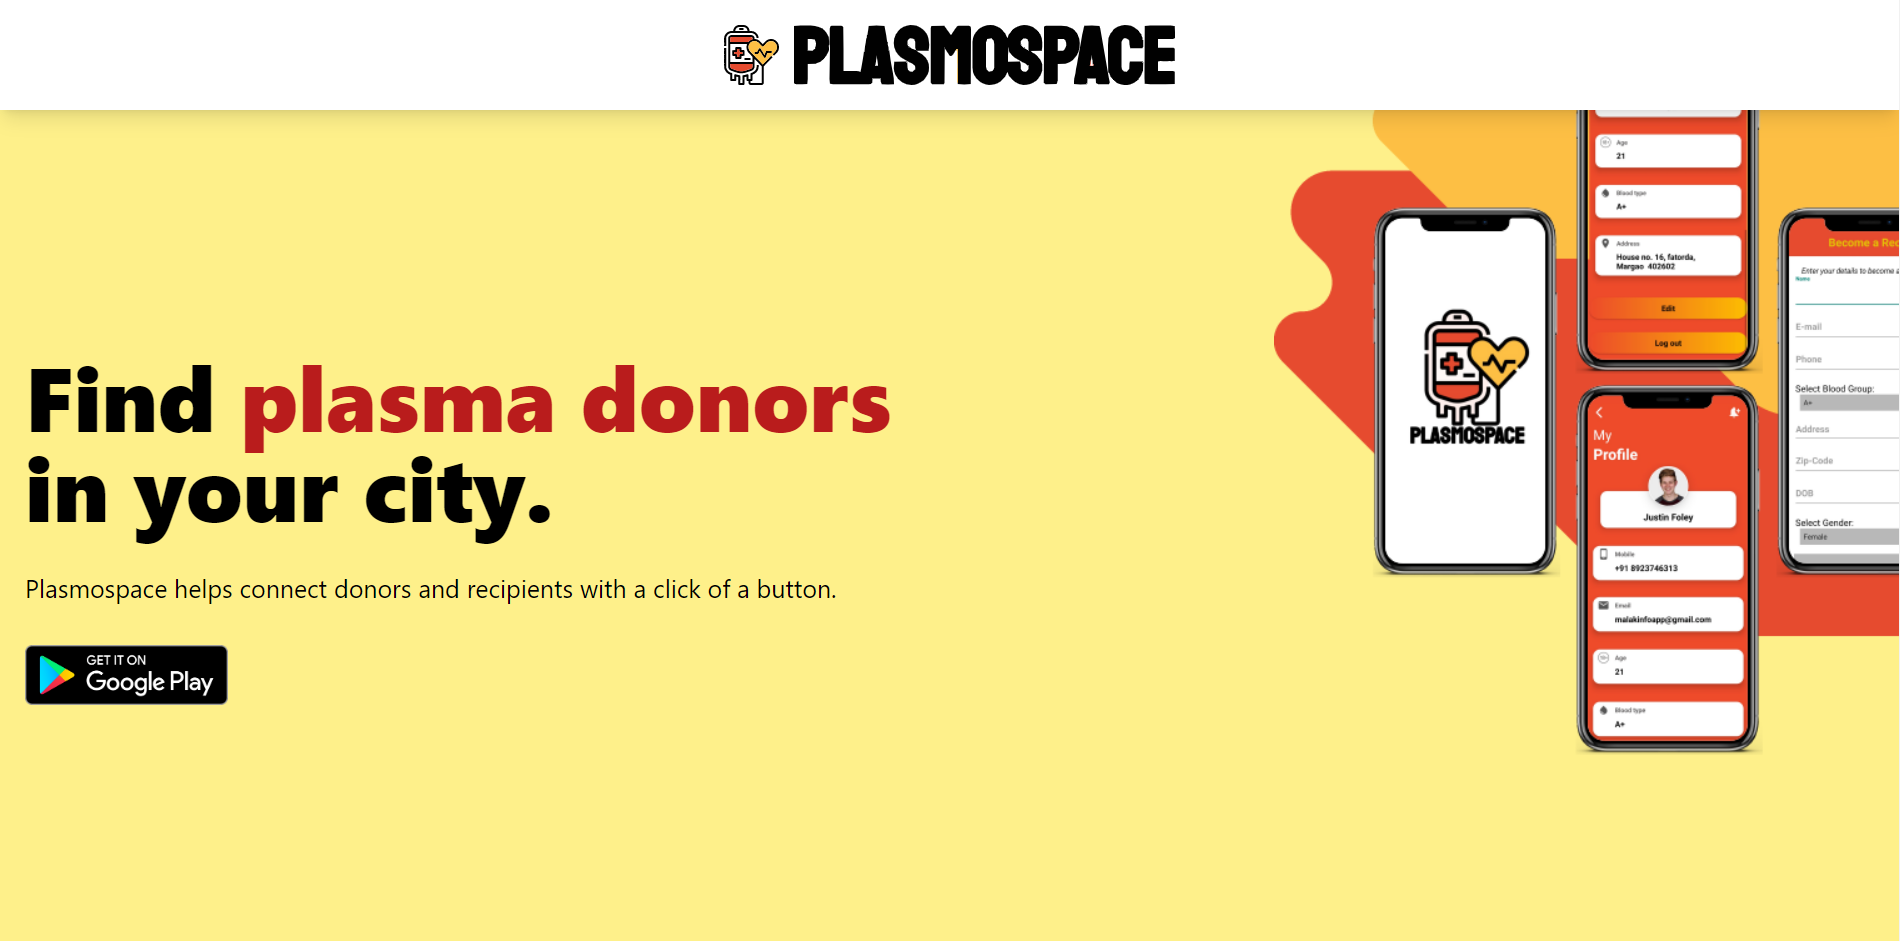 PLASMOSPACE
Find plasma donors
in your city.
Plasmospace helps connect donors and recipients with a click of a button.
GET IT ON
Google Play
PLASMOSPACE
Age
21
Blood type
A+
Address
House no. 16, fatorda,
Margao 402602
Edit
Log out
My
Profile
Justin Foley
Mobile
+91 8923746313
Email
malakinfoapp@gmail.com
Age
21
Blood type
A+
Become a Rec
Enter your details to become a
Name
E-mail
Phone
Select Blood Group:
A+
Address
Zip-Code
DOB
Select Gender:
Female